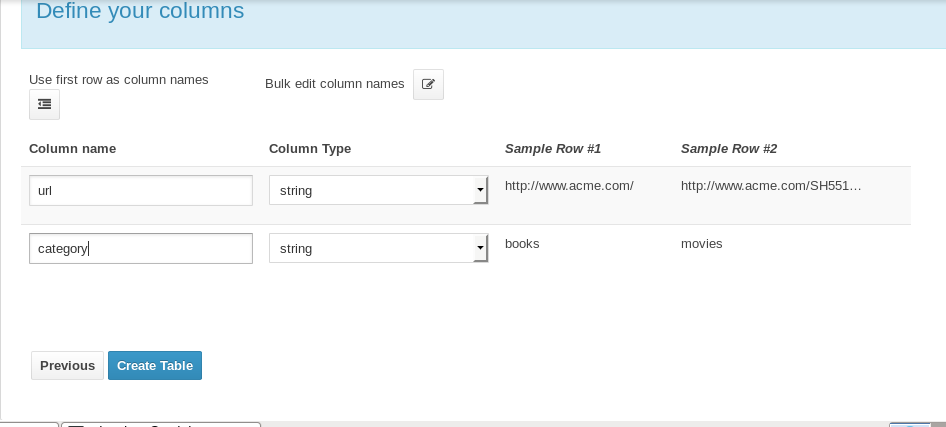 Define your columns
Use first row as column names
Bulk edit column names
Column name Column Type Sample Row #1 Sample Row #2
url string http://www.acme.com/ http://www.acme.com/SH551...
category string books movies
Previous Create Table